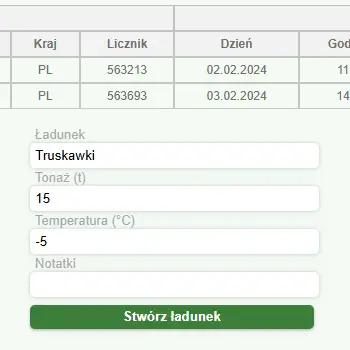 Kraj Licznik Dzień
PL 563213 02.02.2024 11
PL 563693 03.02.2024 14
Ładunek
Truskawki
Tonaż (t)
15
Temperatura (°C)
-5
Notatki
Stwórz ładunek